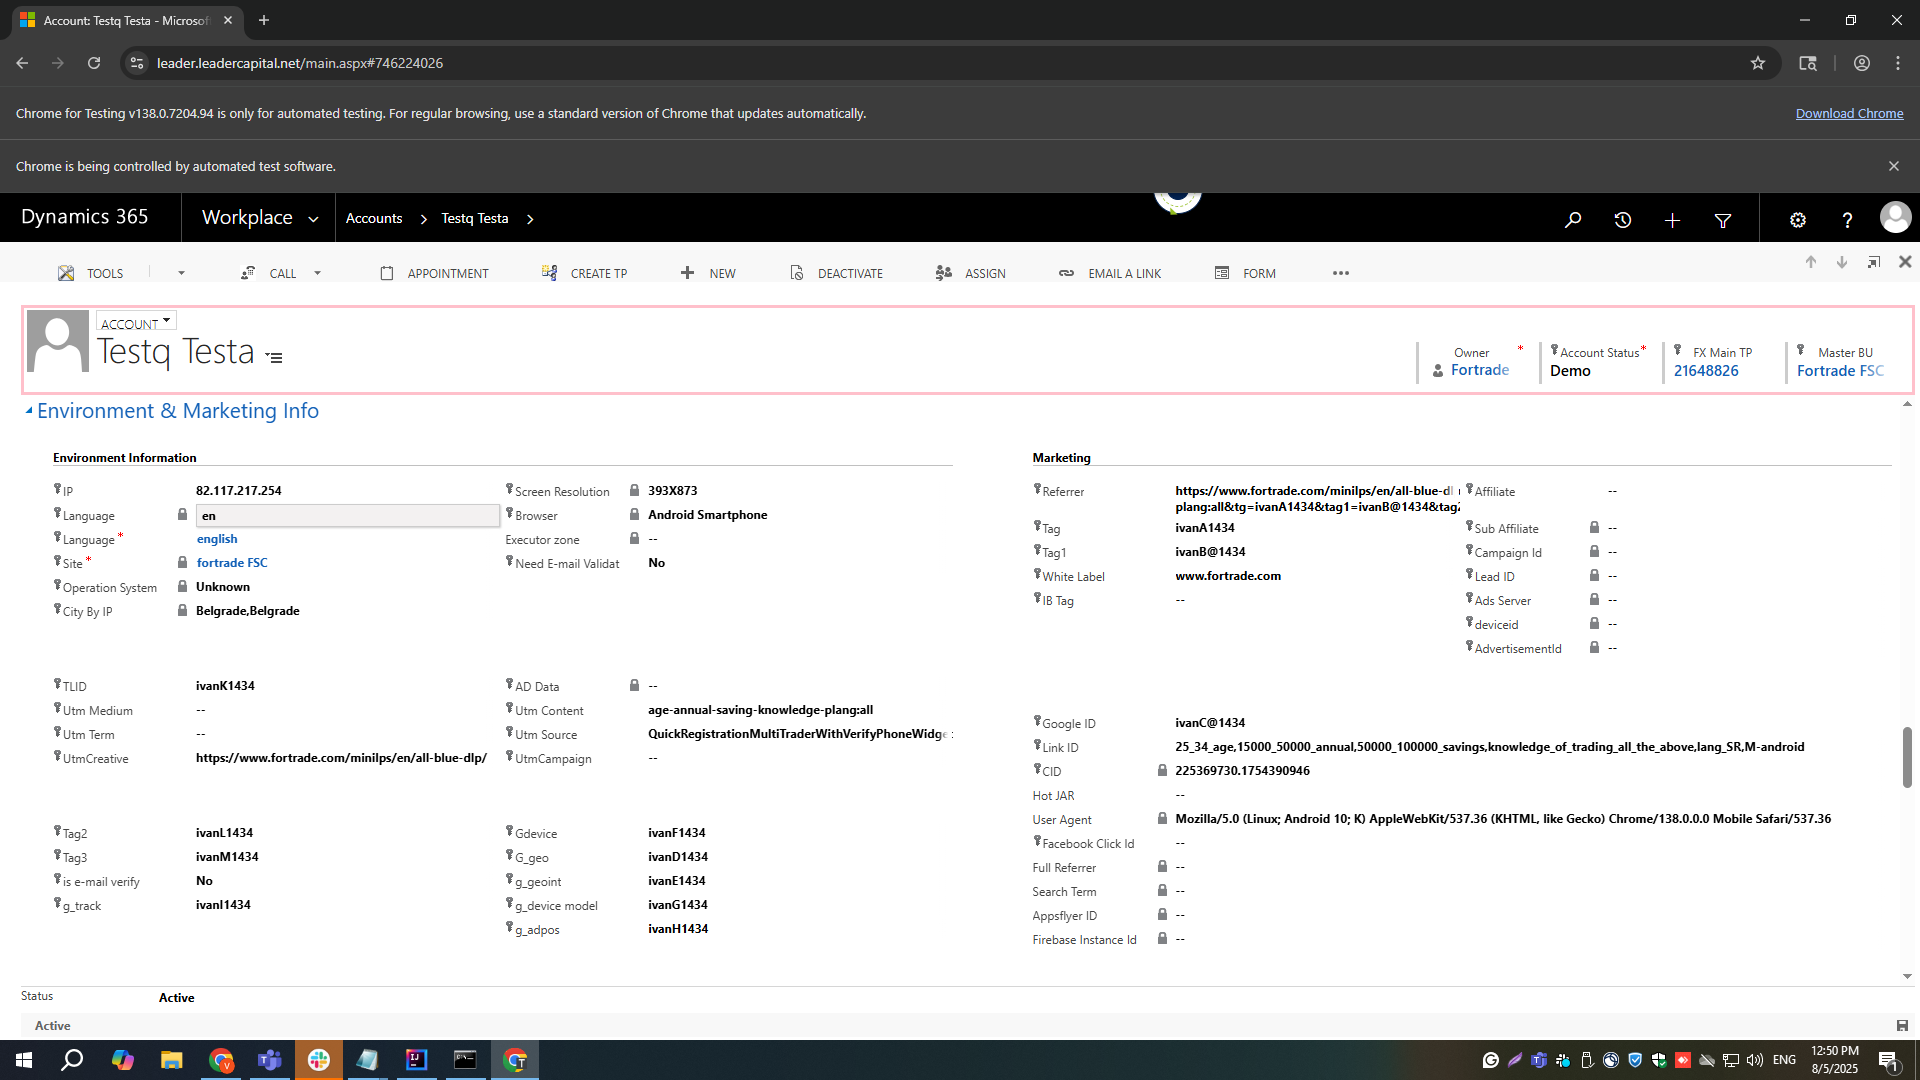 Account: Testq Testa - Microsof
leader.leadercapital.net/main.aspx#746224026
Chrome for Testing v138.0.7204.94 is only for automated testing. For regular browsing, use a standard version of Chrome that updates automatically.
Download Chrome
Chrome is being controlled by automated test software.
Dynamics 365
Workplace
Accounts
Testq Testa
TOOLS
CALL
APPOINTMENT
CREATE TP
NEW
DEACTIVATE
ASSIGN
EMAIL A LINK
FORM
ACCOUNT
Testq Testa
Owner *
Fortrade
Account Status *
Demo
FX Main TP
21648826
Master BU
Fortrade FSC
Environment & Marketing Info
Environment Information
IP 82.117.217.254
Language en
Language * english
Site * fortrade FSC
Operation System Unknown
City By IP Belgrade,Belgrade
Screen Resolution 393X873
Browser Android Smartphone
Executor zone --
Need E-mail Validat No
TLID ivanK1434
Utm Medium --
Utm Term --
UtmCreative https://www.fortrade.com/minilps/en/all-blue-dlp/
AD Data --
Utm Content age-annual-saving-knowledge-plang:all
Utm Source QuickRegistrationMultiTraderWithVerifyPhoneWidge
UtmCampaign --
Tag2 ivanL1434
Tag3 ivanM1434
is e-mail verify No
g_track ivanI1434
Gdevice ivanF1434
G_geo ivanD1434
g_geoint ivanE1434
g_device model ivanG1434
g_adpos ivanH1434
Marketing
Referrer https://www.fortrade.com/minilps/en/all-blue-dl
plang:all&tg=ivanA1434&tag1=ivanB@1434&tag2
Tag ivanA1434
Tag1 ivanB@1434
White Label www.fortrade.com
IB Tag --
Affiliate --
Sub Affiliate --
Campaign Id --
Lead ID --
Ads Server --
deviceid --
AdvertisementId --
Google ID ivanC@1434
Link ID 25_34_age,15000_50000_annual,50000_100000_savings,knowledge_of_trading_all_the_above,lang_SR,M-android
CID 225369730.1754390946
Hot JAR --
User Agent Mozilla/5.0 (Linux; Android 10; K) AppleWebKit/537.36 (KHTML, like Gecko) Chrome/138.0.0.0 Mobile Safari/537.36
Facebook Click Id --
Full Referrer --
Search Term --
Appsflyer ID --
Firebase Instance Id --
Status Active
Active
ENG
12:50 PM
8/5/2025
1